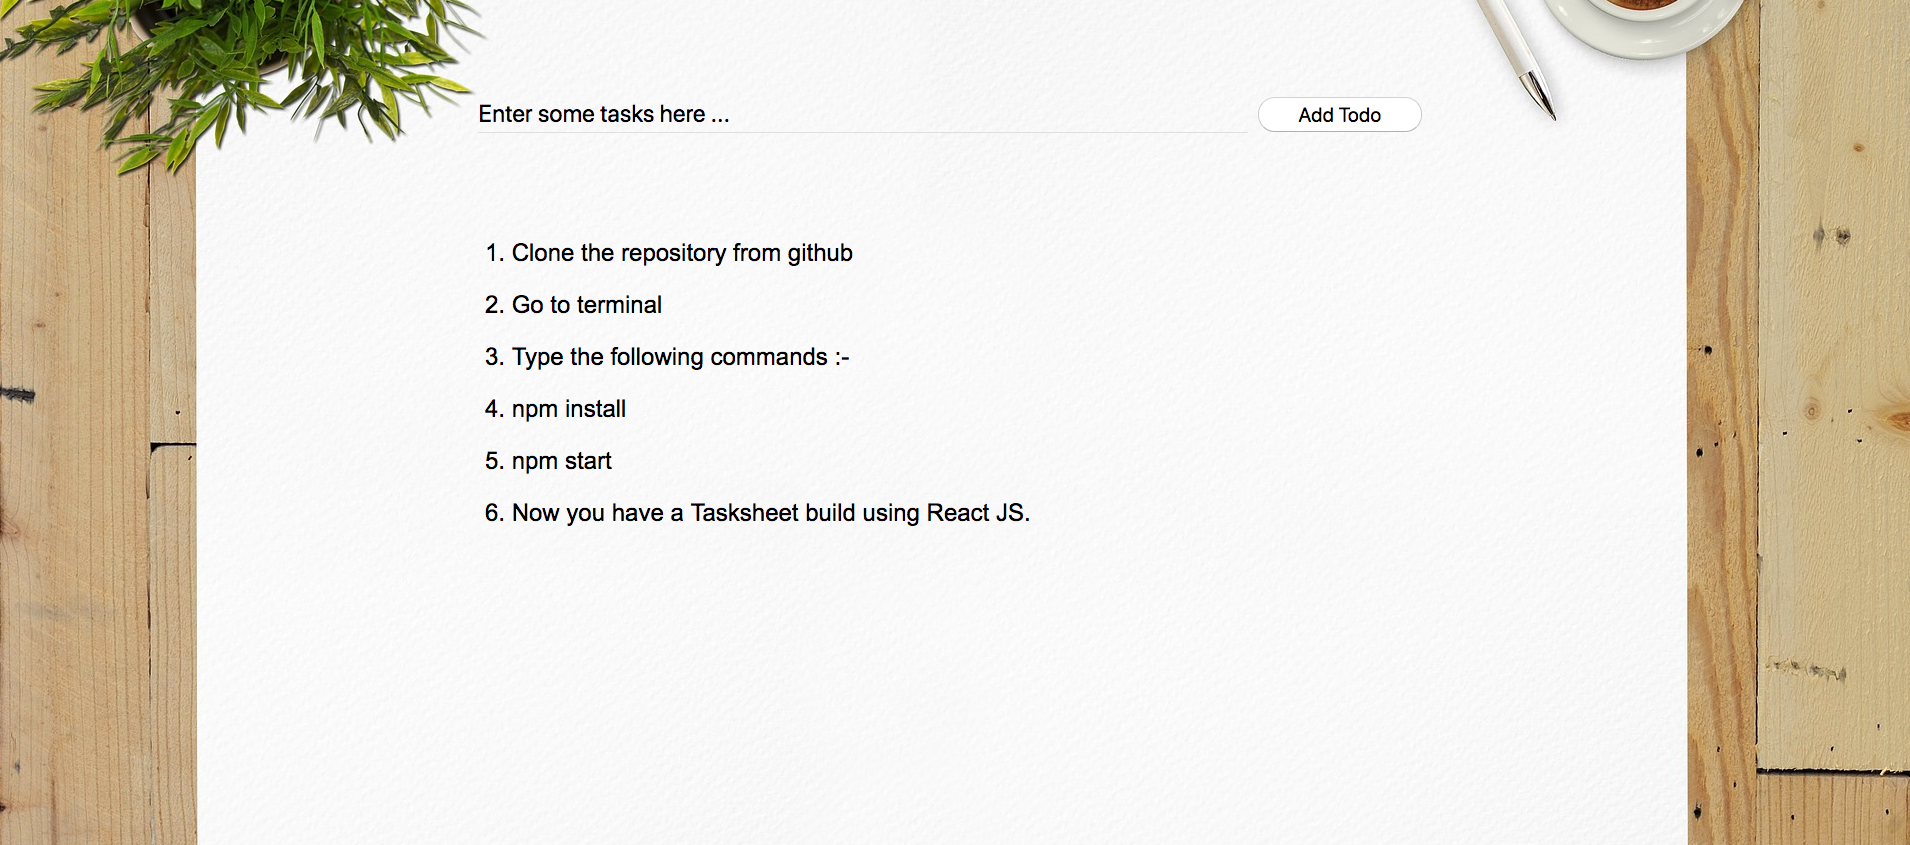 Enter some tasks here ...
Add Todo
1. Clone the repository from github
2. Go to terminal
3. Type the following commands :-
4. npm install
5. npm start
6. Now you have a Tasksheet build using React JS.